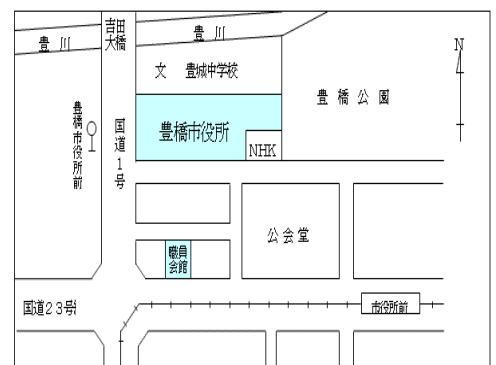 吉田
大橋
豊 川
豊 川
文 豊城中学校
豊 橋 公 園
N
豊橋市役所
NHK
豊橋市役所前
国道1号
公 会 堂
職員
会館
国道23号
市役所前